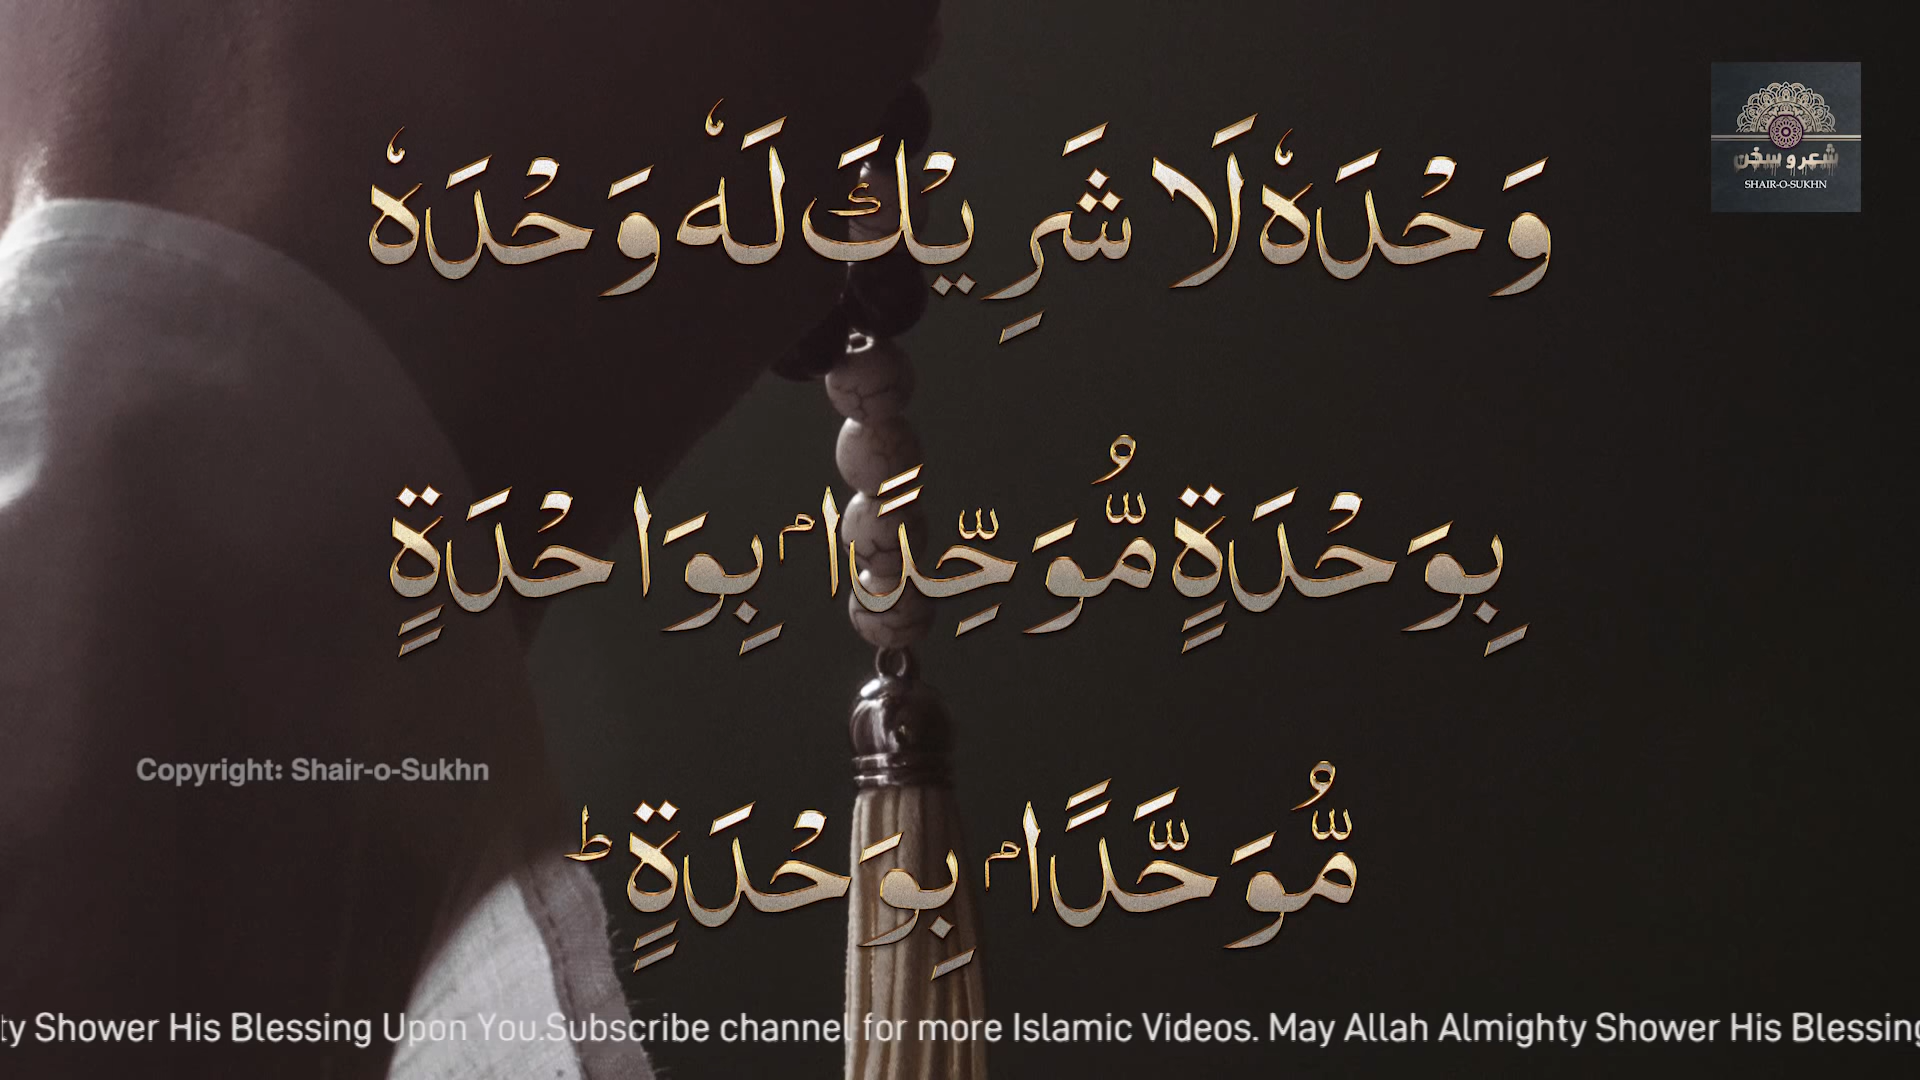 وَحْدَهٗ لَا شَرِيْكَ لَهٗ وَحْدَهٗ
شعر و سخن
SHAIR-O-SUKHN
بِوَحْدَةٍ مُّوَحِّدًا م بِوَا حْدَةٍ
Copyright: Shair-o-Sukhn
مُّوَحَّدًا م بِوَحْدَةٍ ط
ty Shower His Blessing Upon You.Subscribe channel for more Islamic Videos. May Allah Almighty Shower His Blessing